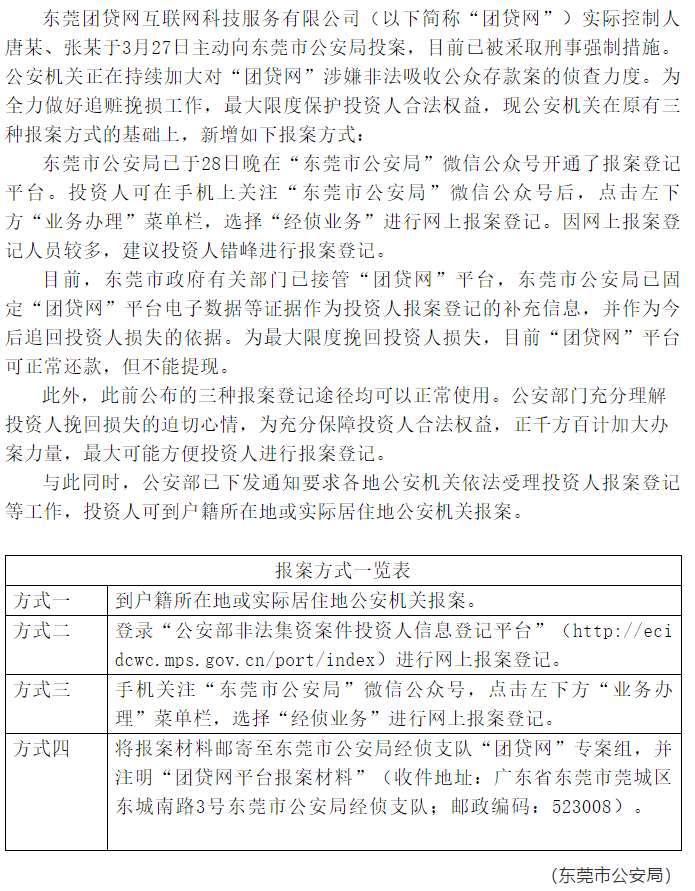 东莞团贷网互联网科技服务有限公司（以下简称“团贷网”）实际控制人
唐某、张某于3月27日主动向东莞市公安局投案，目前已被采取刑事强制措施。
公安机关正在持续加大对“团贷网”涉嫌非法吸收公众存款案的侦查力度。为
全力做好追赃挽损工作，最大限度保护投资人合法权益，现公安机关在原有三
种报案方式的基础上，新增如下报案方式：
东莞市公安局已于28日晚在“东莞市公安局”微信公众号开通了报案登记
平台。投资人可在手机上关注“东莞市公安局”微信公众号后，点击左下
方“业务办理”菜单栏，选择“经侦业务”进行网上报案登记。因网上报案登
记人员较多，建议投资人错峰进行报案登记。
目前，东莞市政府有关部门已接管“团贷网”平台，东莞市公安局已固
定“团贷网”平台电子数据等证据作为投资人报案登记的补充信息，并作为今
后追回投资人损失的依据。为最大限度挽回投资人损失，目前“团贷网”平台
可正常还款，但不能提现。
此外，此前公布的三种报案登记途径均可以正常使用。公安部门充分理解
投资人挽回损失的迫切心情，为充分保障投资人合法权益，正千方百计加大办
案力量，最大可能方便投资人进行报案登记。
与此同时，公安部已下发通知要求各地公安机关依法受理投资人报案登记
等工作，投资人可到户籍所在地或实际居住地公安机关报案。
报案方式一览表
方式一 到户籍所在地或实际居住地公安机关报案。
方式二 登录“公安部非法集资案件投资人信息登记平台”（http://eci
dcwc.mps.gov.cn/port/index）进行网上报案登记。
方式三 手机关注“东莞市公安局”微信公众号，点击左下方“业务办
理”菜单栏，选择“经侦业务”进行网上报案登记。
方式四 将报案材料邮寄至东莞市公安局经侦支队“团贷网”专案组，并
注明“团贷网平台报案材料”（收件地址：广东省东莞市莞城区
东城南路3号东莞市公安局经侦支队；邮政编码：523008）。
（东莞市公安局）